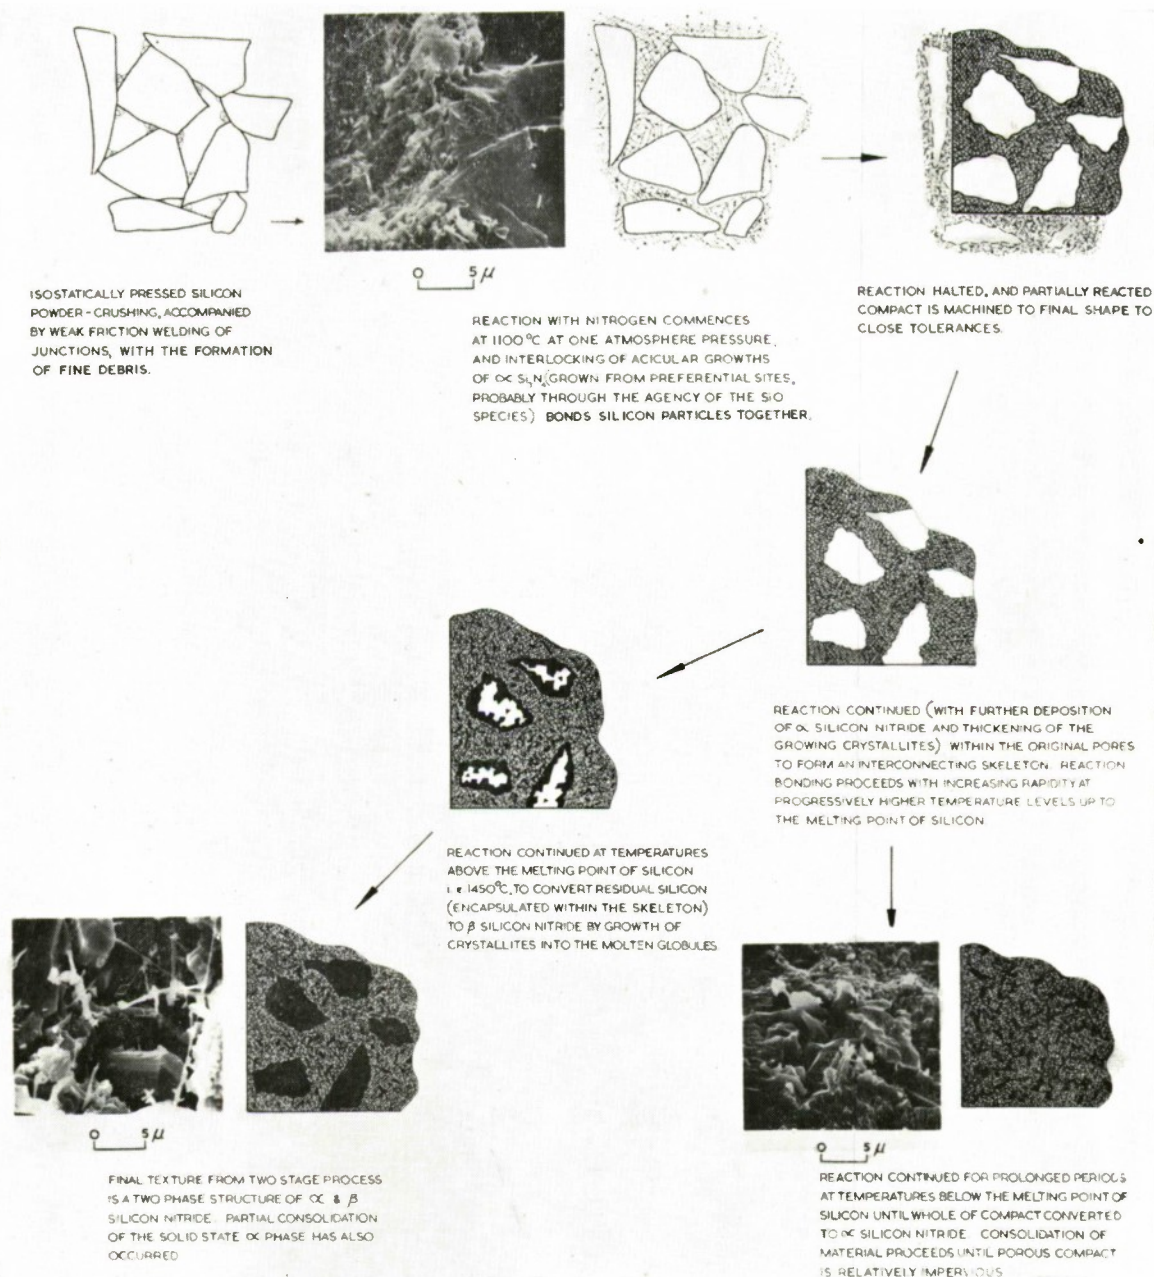 O 5 μ
ISOSTATICALLY PRESSED SILICON
POWDER - CRUSHING, ACCOMPANIED
BY WEAK FRICTION WELDING OF
JUNCTIONS, WITH THE FORMATION
OF FINE DEBRIS.
REACTION WITH NITROGEN COMMENCES
AT 1100°C AT ONE ATMOSPHERE PRESSURE,
AND INTERLOCKING OF ACICULAR GROWTHS
OF ∝ Si₃N₄(GROWN FROM PREFERENTIAL SITES,
PROBABLY THROUGH THE AGENCY OF THE SiO
SPECIES) BONDS SILICON PARTICLES TOGETHER.
REACTION HALTED, AND PARTIALLY REACTED
COMPACT IS MACHINED TO FINAL SHAPE TO
CLOSE TOLERANCES.
REACTION CONTINUED (WITH FURTHER DEPOSITION
OF ∝ SILICON NITRIDE AND THICKENING OF THE
GROWING CRYSTALLITES) WITHIN THE ORIGINAL PORES
TO FORM AN INTERCONNECTING SKELETON. REACTION
BONDING PROCEEDS WITH INCREASING RAPIDITY AT
PROGRESSIVELY HIGHER TEMPERATURE LEVELS UP TO
THE MELTING POINT OF SILICON
REACTION CONTINUED AT TEMPERATURES
ABOVE THE MELTING POINT OF SILICON
i.e 1450°C, TO CONVERT RESIDUAL SILICON
(ENCAPSULATED WITHIN THE SKELETON)
TO β SILICON NITRIDE BY GROWTH OF
CRYSTALLITES INTO THE MOLTEN GLOBULES
O 5 μ
FINAL TEXTURE FROM TWO STAGE PROCESS
IS A TWO PHASE STRUCTURE OF ∝ & β
SILICON NITRIDE. PARTIAL CONSOLIDATION
OF THE SOLID STATE ∝ PHASE HAS ALSO
OCCURRED
O 5 μ
REACTION CONTINUED FOR PROLONGED PERIODS
AT TEMPERATURES BELOW THE MELTING POINT OF
SILICON UNTIL WHOLE OF COMPACT CONVERTED
TO ∝ SILICON NITRIDE. CONSOLIDATION OF
MATERIAL PROCEEDS UNTIL POROUS COMPACT
IS RELATIVELY IMPERVIOUS